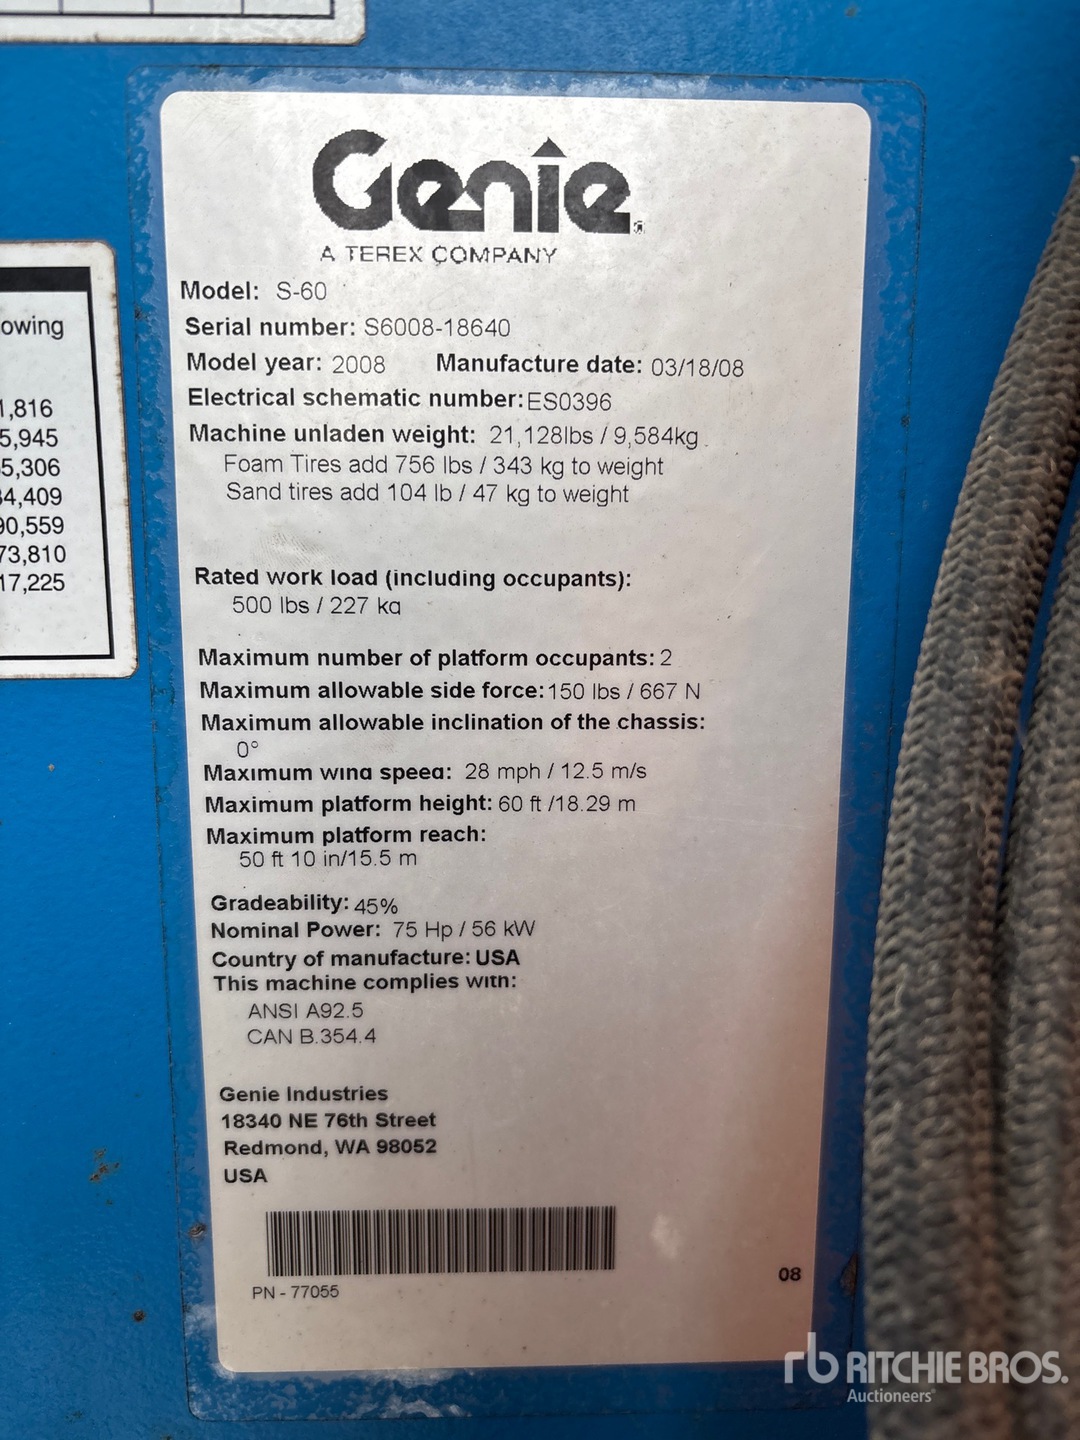 owing
1,816
5,945
5,306
34,409
90,559
73,810
17,225
Genie
A TEREX COMPANY
Model: S-60
Serial number: S6008-18640
Model year: 2008 Manufacture date: 03/18/08
Electrical schematic number: ES0396
Machine unladen weight: 21,128lbs / 9,584kg
Foam Tires add 756 lbs / 343 kg to weight
Sand tires add 104 lb / 47 kg to weight
Rated work load (including occupants):
500 lbs / 227 kg
Maximum number of platform occupants: 2
Maximum allowable side force: 150 lbs / 667 N
Maximum allowable inclination of the chassis:
0°
Maximum wind speed: 28 mph / 12.5 m/s
Maximum platform height: 60 ft /18.29 m
Maximum platform reach:
50 ft 10 in/15.5 m
Gradeability: 45%
Nominal Power: 75 Hp / 56 kW
Country of manufacture: USA
This machine complies with:
ANSI A92.5
CAN B.354.4
Genie Industries
18340 NE 76th Street
Redmond, WA 98052
USA
PN - 77055
08
rb RITCHIE BROS.
Auctioneers